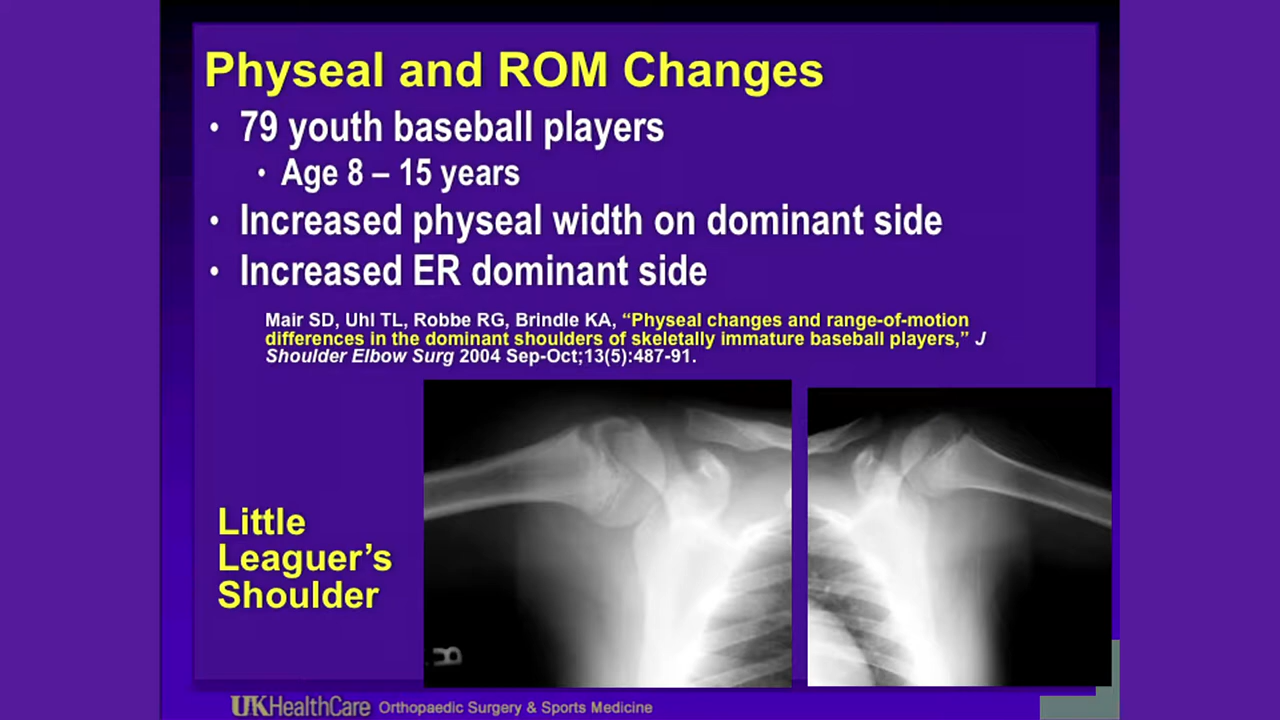 Physeal and ROM Changes
• 79 youth baseball players
• Age 8 – 15 years
• Increased physeal width on dominant side
• Increased ER dominant side
Mair SD, Uhl TL, Robbe RG, Brindle KA, “Physeal changes and range-of-motion
differences in the dominant shoulders of skeletally immature baseball players,” J
Shoulder Elbow Surg 2004 Sep-Oct;13(5):487-91.
Little
Leaguer’s
Shoulder
UKHealthCare Orthopaedic Surgery & Sports Medicine